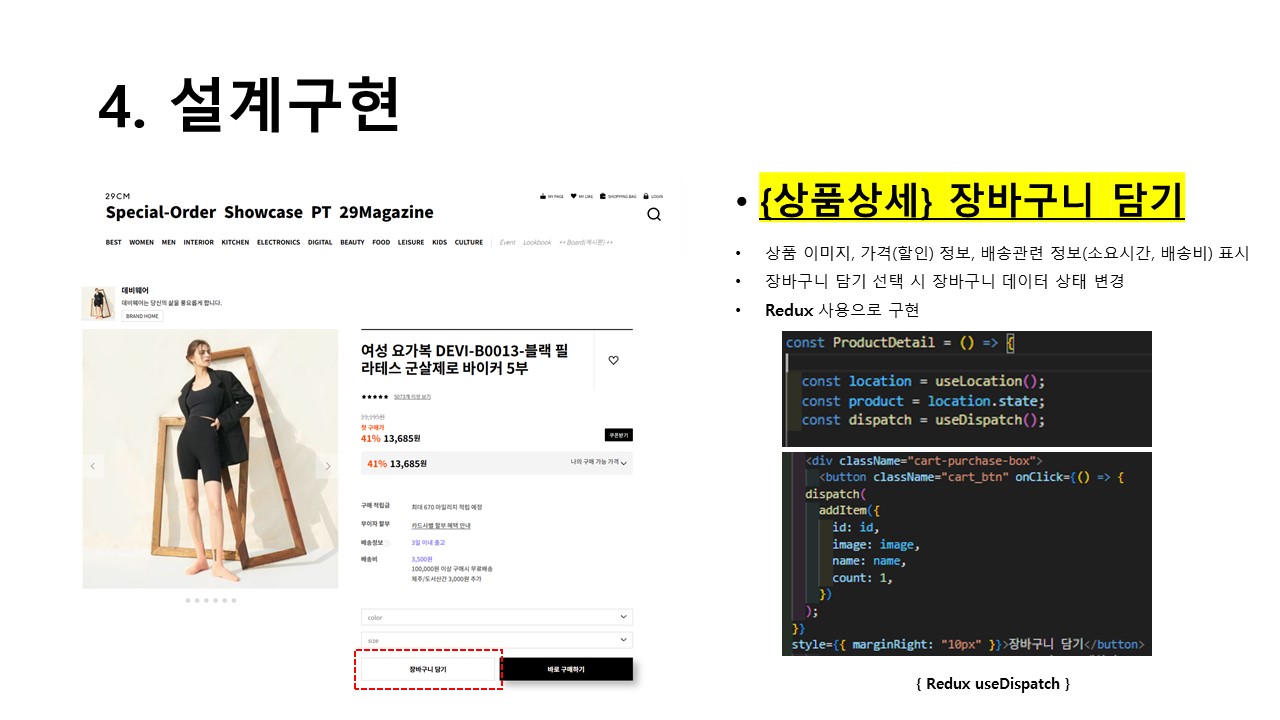 4. 설계구현
29CM
MY PAGE MY LIKE SHOPPING BAG LOGIN
Special-Order Showcase PT 29Magazine
BEST WOMEN MEN INTERIOR KITCHEN ELECTRONICS DIGITAL BEAUTY FOOD LEISURE KIDS CULTURE Event Lookbook ++ Board(게시판) ++
데비웨어
데비웨어는 당신의 삶을 풍요롭게 합니다.
BRAND HOME
여성 요가복 DEVI-B0013-블랙 필
라테스 군살제로 바이커 5부
★★★★★ 5073개 리뷰 보기
23,195원
첫 구매가
41% 13,685원
쿠폰받기
41% 13,685원
나의 구매 가능 가격
구매 적립금 최대 670 마일리지 적립 예정
무이자 할부 카드사별 할부 혜택 안내
배송정보 3일 이내 출고
배송비 3,500원
100,000원 이상 구매시 무료배송
제주/도서산간 3,000원 추가
color
size
장바구니 담기 바로 구매하기
• {상품상세} 장바구니 담기
• 상품 이미지, 가격(할인) 정보, 배송관련 정보(소요시간, 배송비) 표시
• 장바구니 담기 선택 시 장바구니 데이터 상태 변경
• Redux 사용으로 구현
const ProductDetail = () => {
const location = useLocation();
const product = location.state;
const dispatch = useDispatch();
<div className="cart-purchase-box">
<button className="cart_btn" onClick={() => {
dispatch(
addItem({
id: id,
image: image,
name: name,
count: 1,
})
);
}}
style={{ marginRight: "10px" }}>장바구니 담기</button>
{ Redux useDispatch }